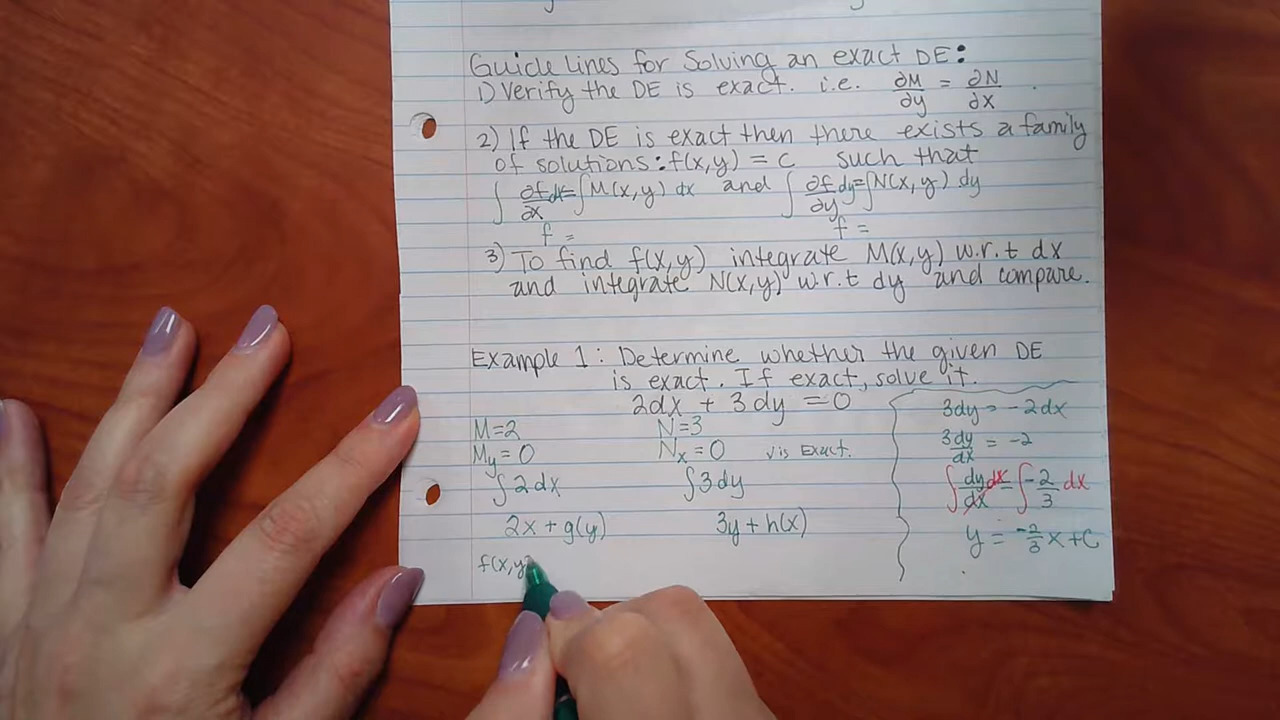 Guidelines for Solving an exact DE:
1) Verify the DE is exact. i.e. ∂M/∂y = ∂N/∂x .
2) If the DE is exact then there exists a family
of solutions: f(x,y) = C such that
∫ ∂f/∂x dx = ∫ M(x,y) dx and ∫ ∂f/∂y dy = ∫ N(x,y) dy
f = f =
3) To find f(x,y) integrate M(x,y) w.r.t dx
and integrate N(x,y) w.r.t dy and compare.
Example 1: Determine whether the given DE
is exact. If exact, solve it.
2dx + 3dy = 0
M=2 N=3
My = 0 Nx = 0 √ is Exact.
∫2dx ∫3dy
2x + g(y) 3y + h(x)
f(x,y)
3dy = -2dx
3dy/dx = -2
∫ dy/dx dx = ∫ -2/3 dx
y = -2/3 x + C